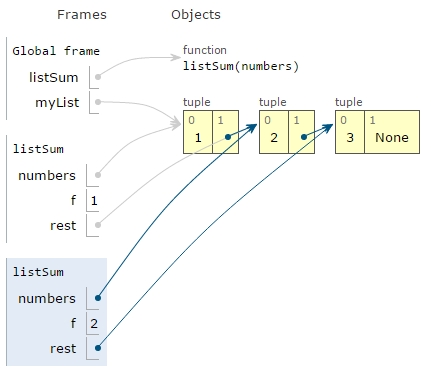 Frames Objects
Global frame
listSum
myList
function
listSum(numbers)
tuple tuple tuple
0 1 0 1 0 1
1 2 3 None
listSum
numbers
f 1
rest
listSum
numbers
f 2
rest